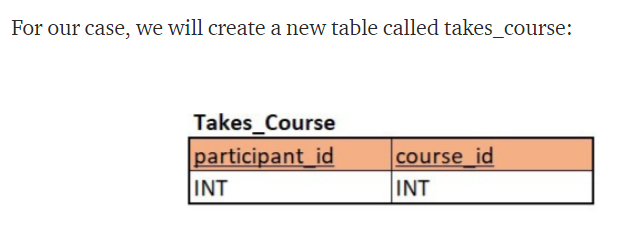 For our case, we will create a new table called takes_course:
Takes_Course
participant_id course_id
INT INT